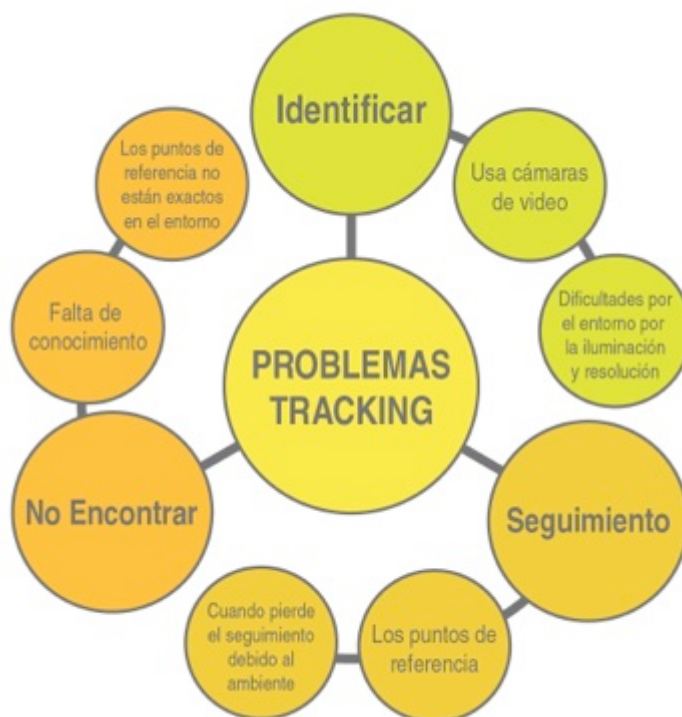 Identificar
Usa cámaras
de video
Dificultades por
el entorno por
la iluminación
y resolución
PROBLEMAS
TRACKING
Seguimiento
Los puntos de
referencia
Cuando pierde
el seguimiento
debido al
ambiente
No Encontrar
Falta de
conocimiento
Los puntos de
referencia no
están exactos
en el entorno